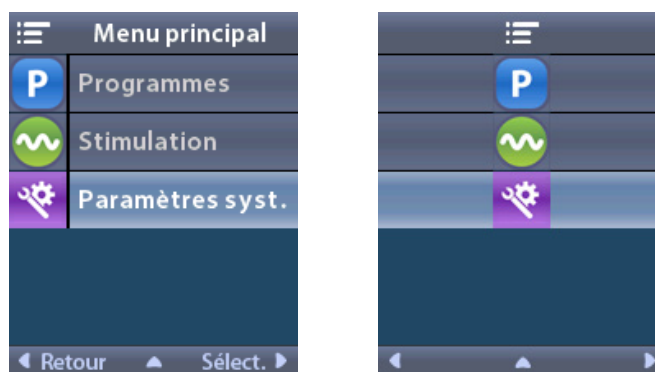 Menu principal
P Programmes
Stimulation
Paramètres syst.
Retour Sélect.
P